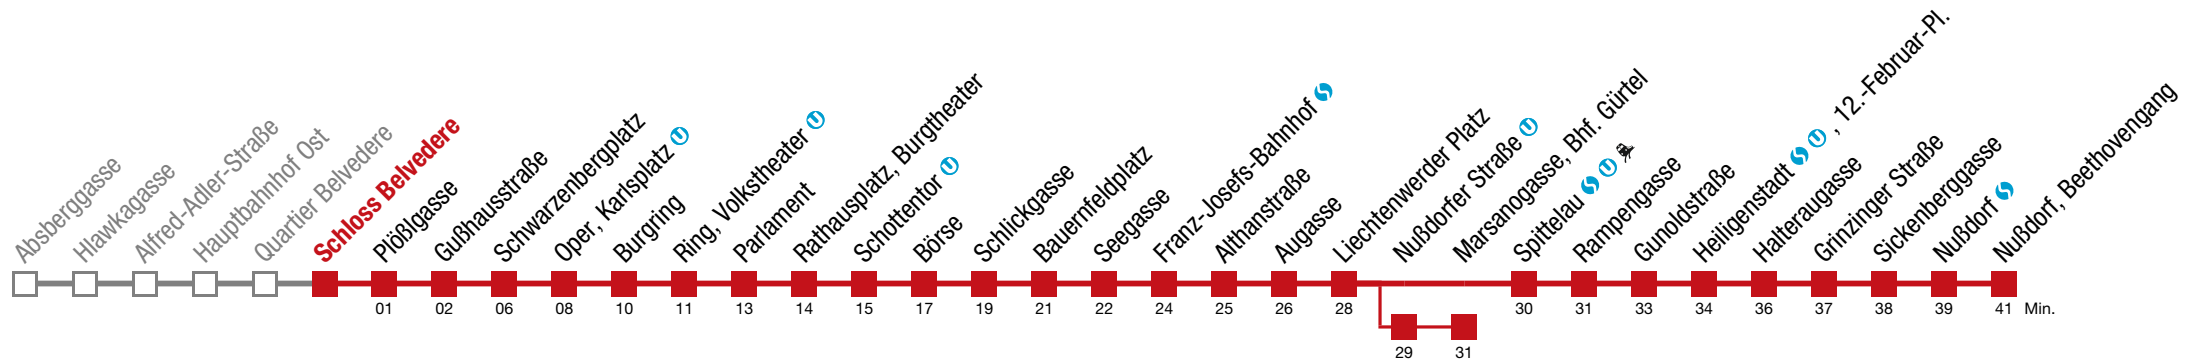 Absberggasse
Hlawkagasse
Alfred-Adler-Straße
Hauptbahnhof Ost
Quartier Belvedere
Schloss Belvedere
Plößlgasse
Gußhausstraße
Schwarzenbergplatz
Oper, Karlsplatz U
Burgring
Ring, Volkstheater U
Parlament
Rathausplatz, Burgtheater
Schottentor U
Börse
Schlickgasse
Bauernfeldplatz
Seegasse
Franz-Josefs-Bahnhof S
Althanstraße
Augasse
Liechtenwerder Platz
Nußdorfer Straße U
Marsanogasse, Bhf. Gürtel
Spittelau S U
Rampengasse
Gunoldstraße
Heiligenstadt S U , 12.-Februar-Pl.
Halteraugasse
Grinzinger Straße
Sickenberggasse
Nußdorf S
Nußdorf, Beethovengang
01 02 06 08 10 11 13 14 15 17 19 21 22 24 25 26 28 30 31 33 34 36 37 38 39 41 Min.
29 31